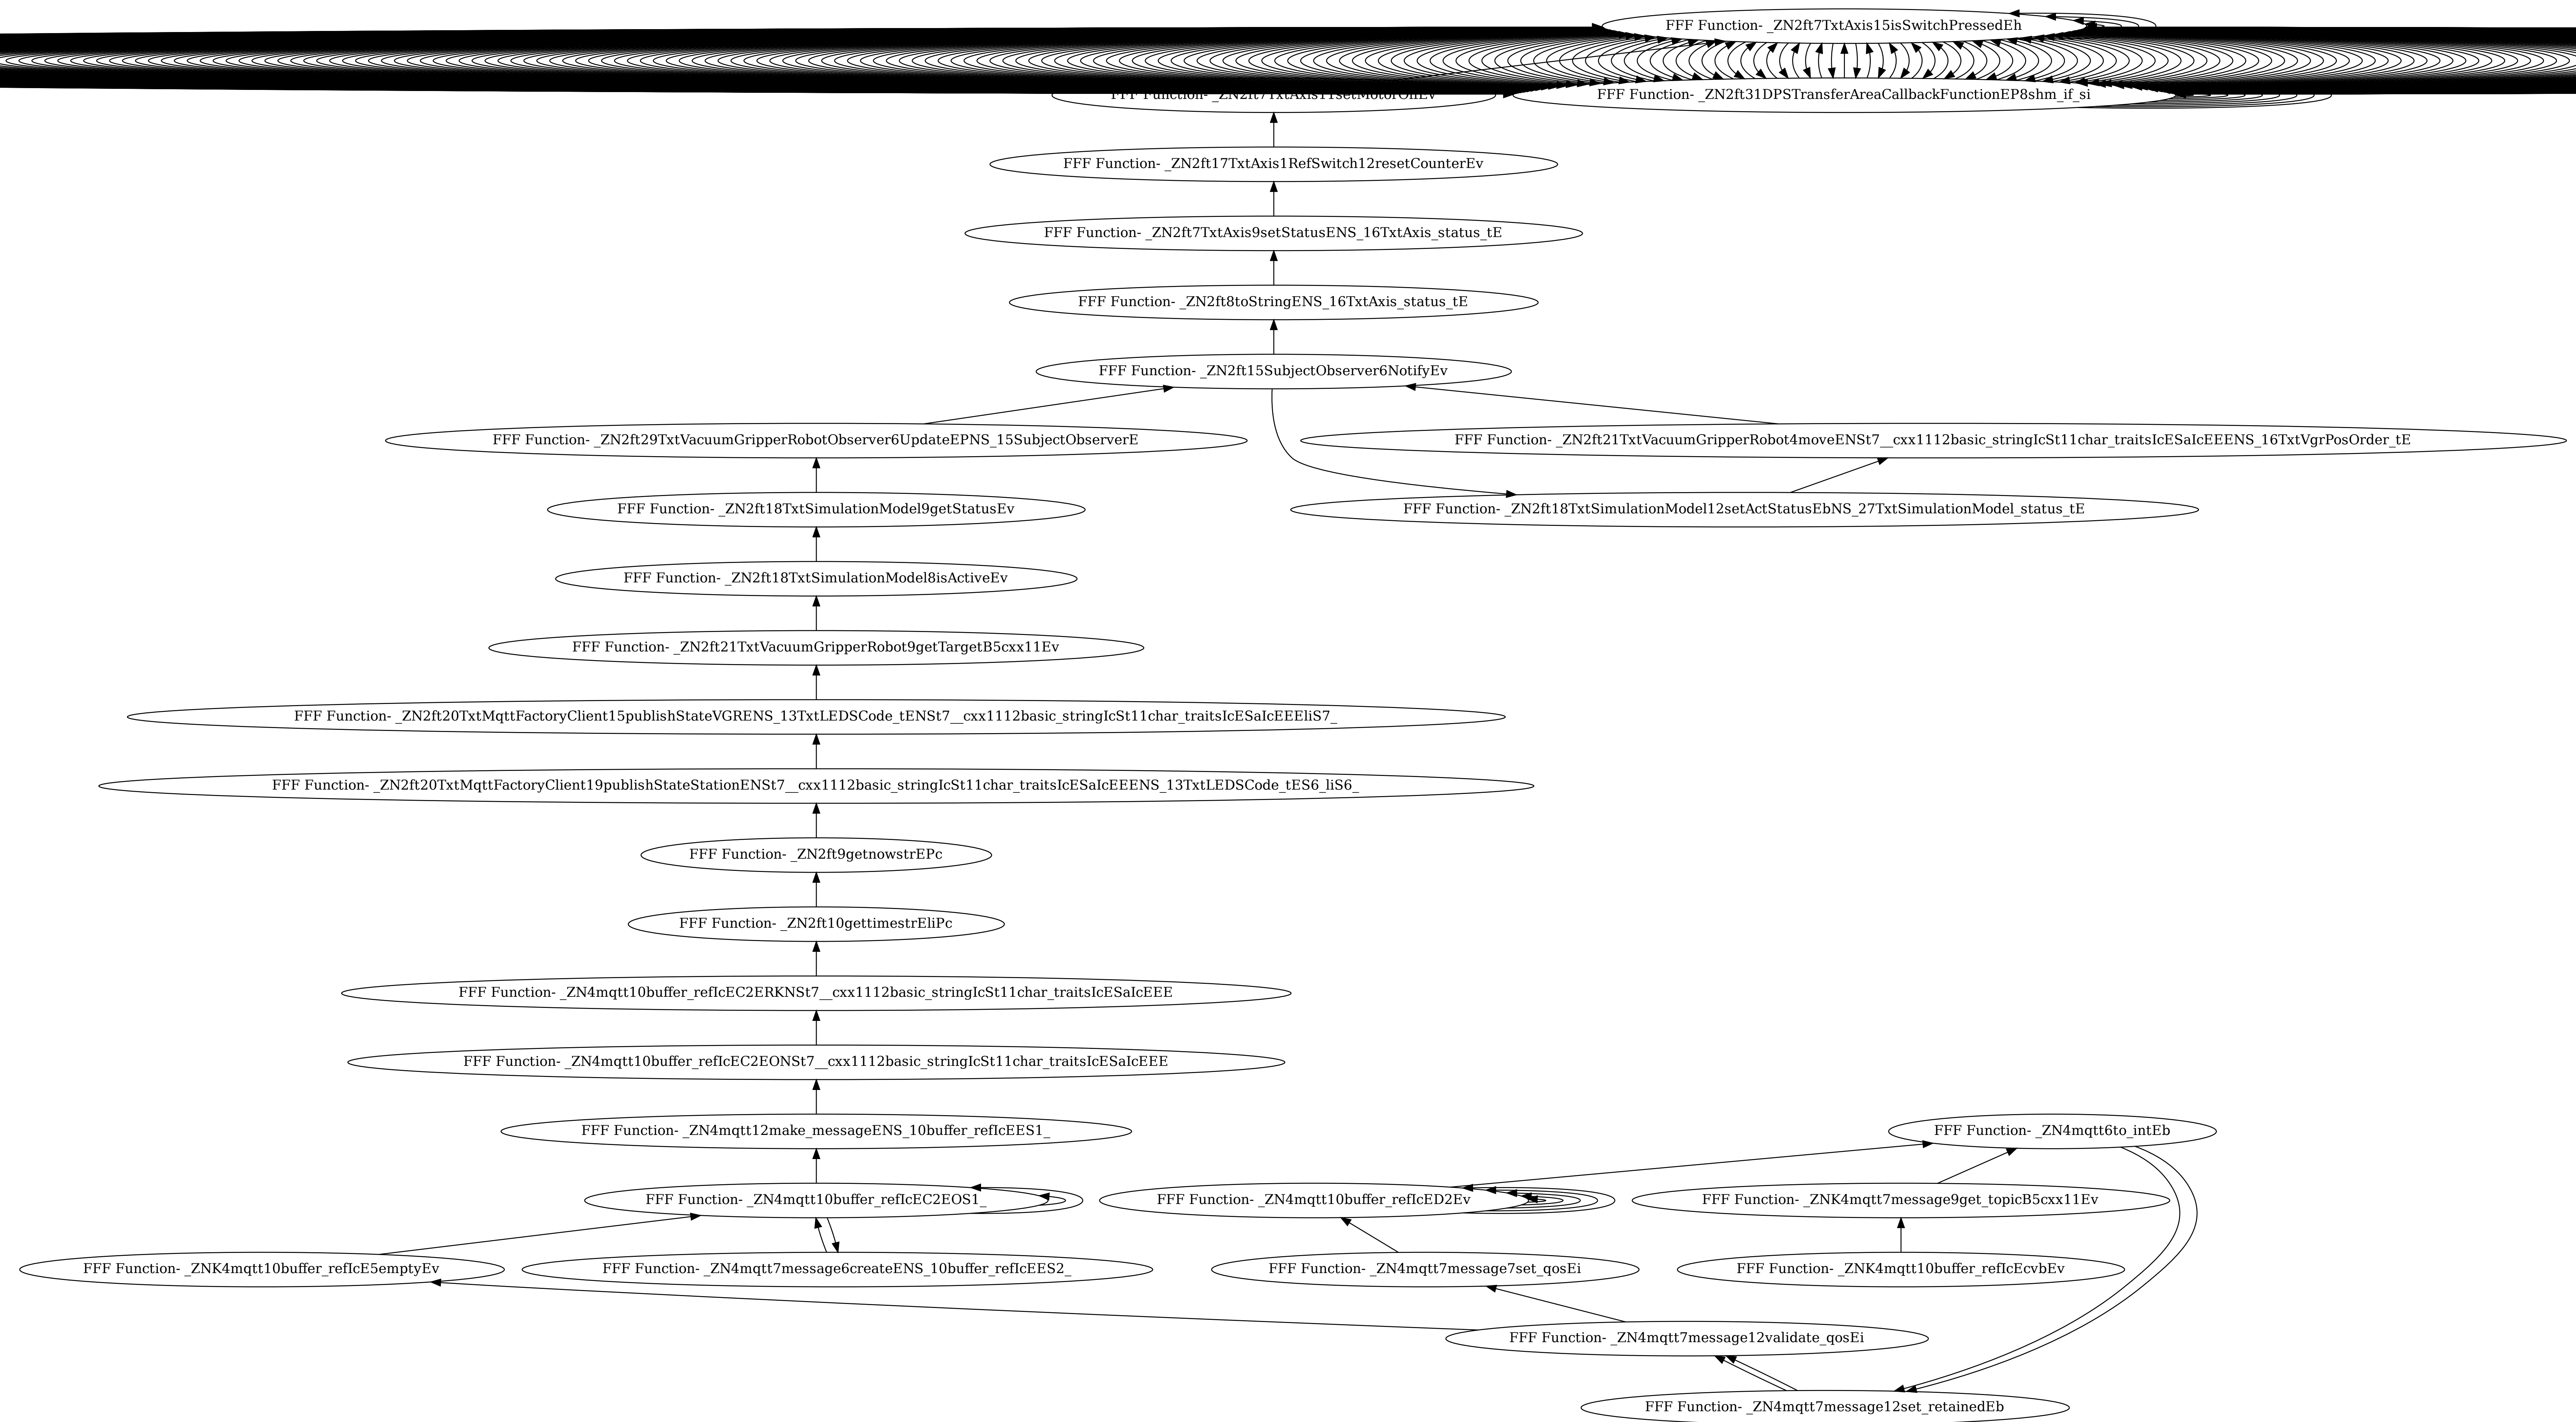 FFF Function- _ZN2ft7TxtAxis15isSwitchPressedEh
FFF Function- _ZN2ft7TxtAxis11setMotorOffEv
FFF Function- _ZN2ft31DPSTransferAreaCallbackFunctionEP8shm_if_si
FFF Function- _ZN2ft17TxtAxis1RefSwitch12resetCounterEv
FFF Function- _ZN2ft7TxtAxis9setStatusENS_16TxtAxis_status_tE
FFF Function- _ZN2ft8toStringENS_16TxtAxis_status_tE
FFF Function- _ZN2ft15SubjectObserver6NotifyEv
FFF Function- _ZN2ft29TxtVacuumGripperRobotObserver6UpdateEPNS_15SubjectObserverE
FFF Function- _ZN2ft21TxtVacuumGripperRobot4moveENSt7__cxx1112basic_stringIcSt11char_traitsIcESaIcEEENS_16TxtVgrPosOrder_tE
FFF Function- _ZN2ft18TxtSimulationModel9getStatusEv
FFF Function- _ZN2ft18TxtSimulationModel12setActStatusEbNS_27TxtSimulationModel_status_tE
FFF Function- _ZN2ft18TxtSimulationModel8isActiveEv
FFF Function- _ZN2ft21TxtVacuumGripperRobot9getTargetB5cxx11Ev
FFF Function- _ZN2ft20TxtMqttFactoryClient15publishStateVGRENS_13TxtLEDSCode_tENSt7__cxx1112basic_stringIcSt11char_traitsIcESaIcEEEliS7_
FFF Function- _ZN2ft20TxtMqttFactoryClient19publishStateStationENSt7__cxx1112basic_stringIcSt11char_traitsIcESaIcEEENS_13TxtLEDSCode_tES6_liS6_
FFF Function- _ZN2ft9getnowstrEPc
FFF Function- _ZN2ft10gettimestrEliPc
FFF Function- _ZN4mqtt10buffer_refIcEC2ERKNSt7__cxx1112basic_stringIcSt11char_traitsIcESaIcEEE
FFF Function- _ZN4mqtt10buffer_refIcEC2EONSt7__cxx1112basic_stringIcSt11char_traitsIcESaIcEEE
FFF Function- _ZN4mqtt12make_messageENS_10buffer_refIcEES1_
FFF Function- _ZN4mqtt6to_intEb
FFF Function- _ZN4mqtt10buffer_refIcEC2EOS1_
FFF Function- _ZN4mqtt10buffer_refIcED2Ev
FFF Function- _ZNK4mqtt7message9get_topicB5cxx11Ev
FFF Function- _ZNK4mqtt10buffer_refIcE5emptyEv
FFF Function- _ZN4mqtt7message6createENS_10buffer_refIcEES2_
FFF Function- _ZN4mqtt7message7set_qosEi
FFF Function- _ZNK4mqtt10buffer_refIcEcvbEv
FFF Function- _ZN4mqtt7message12validate_qosEi
FFF Function- _ZN4mqtt7message12set_retainedEb